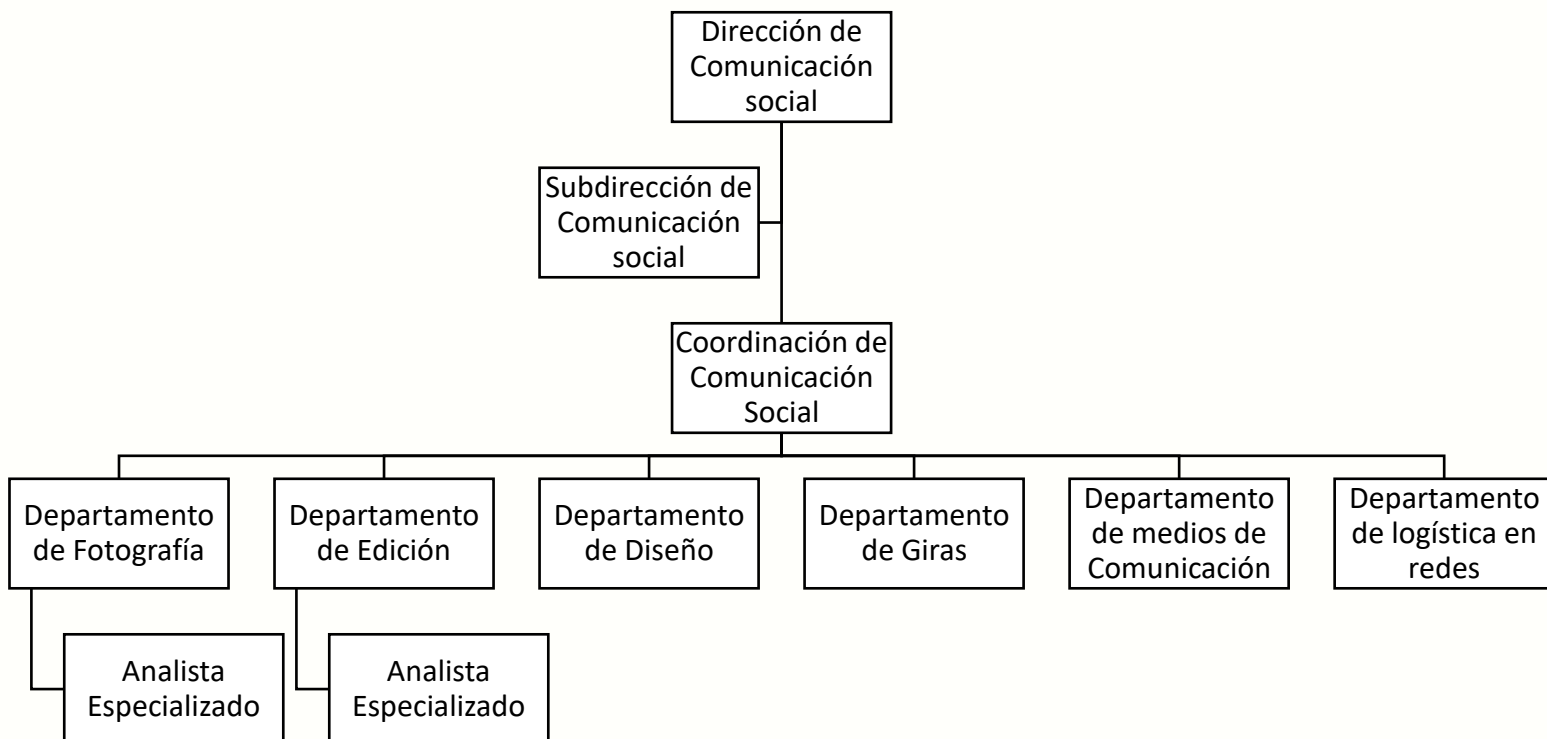 Dirección de
Comunicación
social
Subdirección de
Comunicación
social
Coordinación de
Comunicación
Social
Departamento
de Fotografía
Departamento
de Edición
Departamento
de Diseño
Departamento
de Giras
Departamento
de medios de
Comunicación
Departamento
de logística en
redes
Analista
Especializado
Analista
Especializado